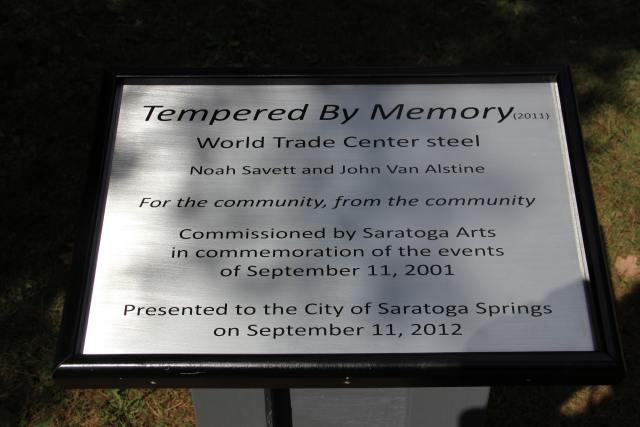 Tempered By Memory (2011)
World Trade Center steel
Noah Savett and John Van Alstine
For the community, from the community
Commissioned by Saratoga Arts
in commemoration of the events
of September 11, 2001
Presented to the City of Saratoga Springs
on September 11, 2012